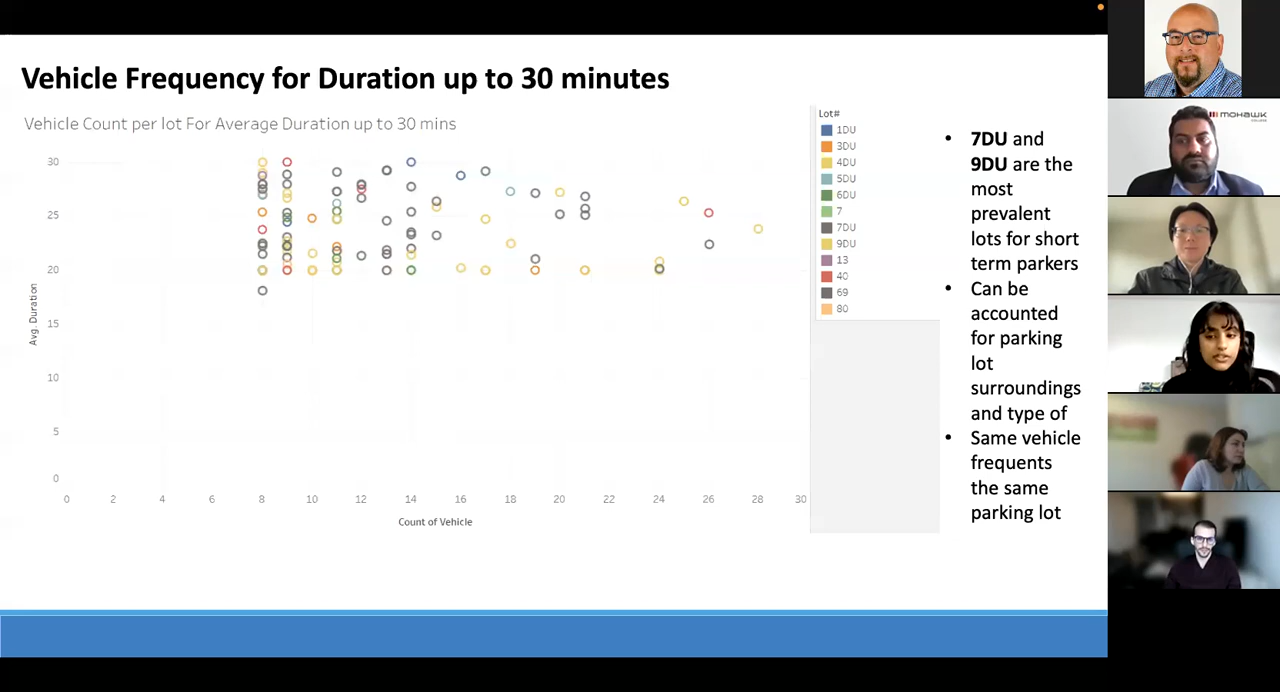 Vehicle Frequency for Duration up to 30 minutes
Vehicle Count per lot For Average Duration up to 30 mins
30
25
20
15
10
5
0
Avg. Duration
0 2 4 6 8 10 12 14 16 18 20 22 24 26 28 30
Count of Vehicle
Lot#
1DU
3DU
4DU
5DU
6DU
7
7DU
9DU
13
40
69
80
• 7DU and
9DU are the
most
prevalent
lots for short
term parkers
• Can be
accounted
for parking
lot
surroundings
and type of
• Same vehicle
frequents
the same
parking lot
mohawk
COLLEGE